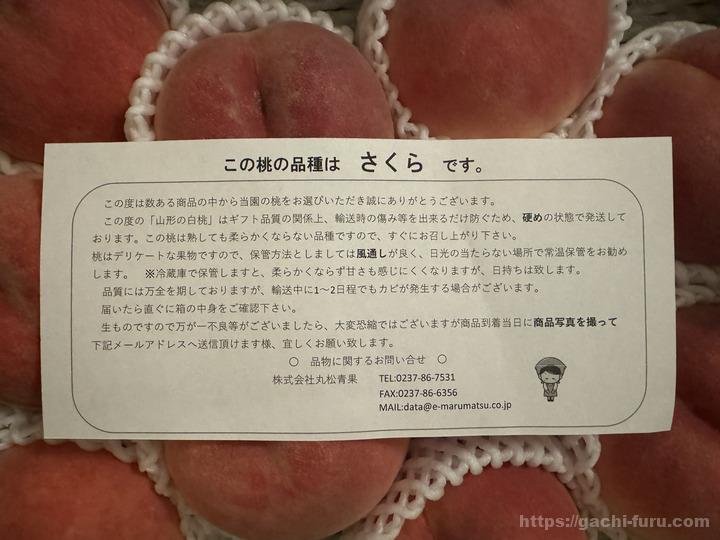 この桃の品種は　さくら　です。
この度は数ある商品の中から当園の桃をお選びいただき誠にありがとうございます。
この度の「山形の白桃」はギフト品質の関係上、輸送時の傷み等を出来るだけ防ぐため、硬めの状態で発送して
おります。この桃は熟しても柔らかくならない品種ですので、すぐにお召し上がり下さい。
桃はデリケートな果物ですので、保管方法としましては風通しが良く、日光の当たらない場所で常温保管をお勧め
します。　※冷蔵庫で保管しますと、柔らかくならず甘さも感じにくくなりますが、日持ちは致します。
品質には万全を期しておりますが、輸送中に1～2日程でもカビが発生する場合がございます。
届いたら直ぐに箱の中身をご確認下さい。
生ものですので万が一不良等がございましたら、大変恐縮ではございますが商品到着当日に商品写真を撮って
下記メールアドレスへ送信頂けます様、宜しくお願い致します。
〇　品物に関するお問い合せ　〇
株式会社丸松青果　TEL:0237-86-7531
FAX:0237-86-6356
MAIL:data@e-marumatsu.co.jp
https://gachi-furu.com